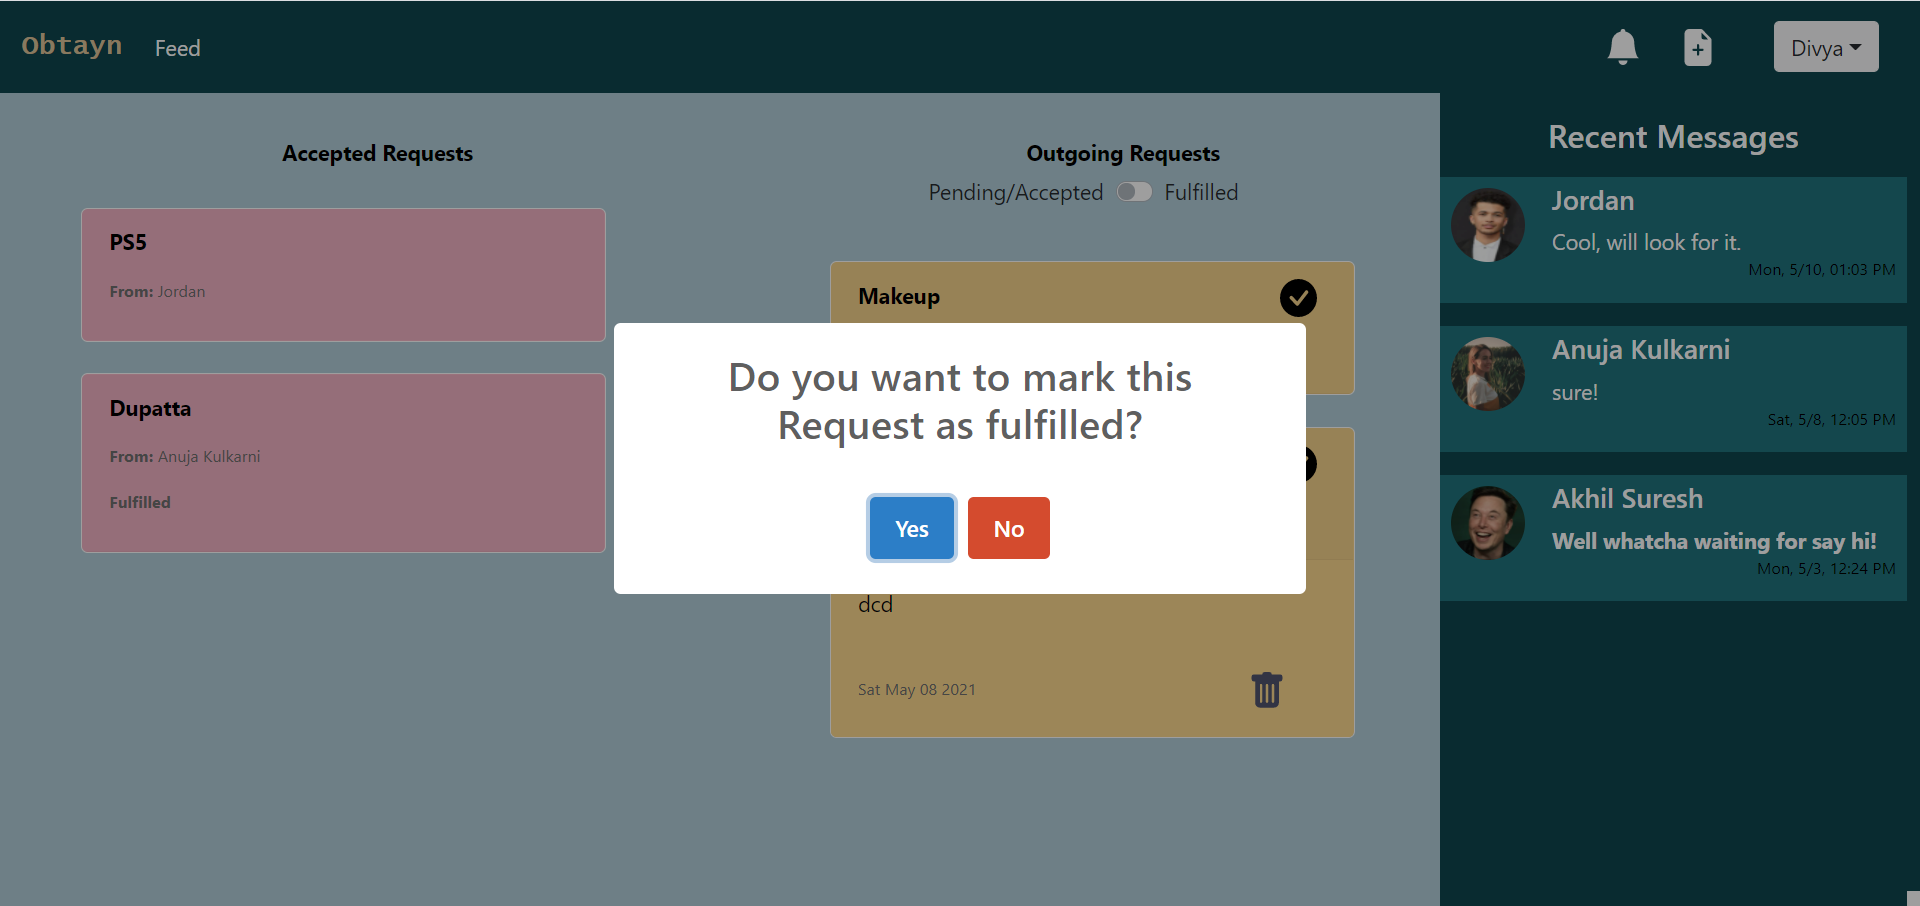 Obtayn
Feed
Divya
Accepted Requests
PS5
From: Jordan
Dupatta
From: Anuja Kulkarni
Fulfilled
Outgoing Requests
Pending/Accepted
Fulfilled
Makeup
Do you want to mark this
Request as fulfilled?
Yes
No
dcd
Sat May 08 2021
Recent Messages
Jordan
Cool, will look for it.
Mon, 5/10, 01:03 PM
Anuja Kulkarni
sure!
Sat, 5/8, 12:05 PM
Akhil Suresh
Well whatcha waiting for say hi!
Mon, 5/3, 12:24 PM